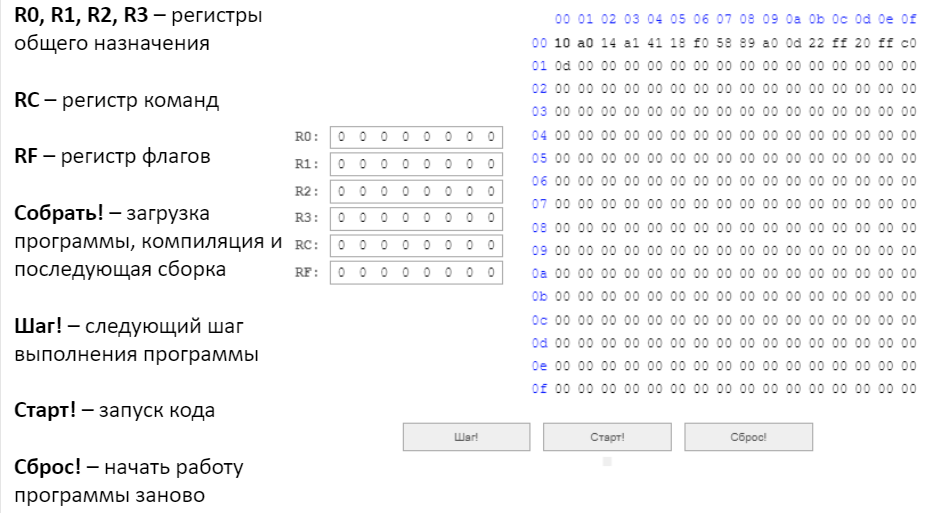 R0, R1, R2, R3 – регистры
общего назначения
RC – регистр команд
RF – регистр флагов
Собрать! – загрузка
программы, компиляция и
последующая сборка
Шаг! – следующий шаг
выполнения программы
Старт! – запуск кода
Сброс! – начать работу
программы заново
R0: 0 0 0 0 0 0 0 0
R1: 0 0 0 0 0 0 0 0
R2: 0 0 0 0 0 0 0 0
R3: 0 0 0 0 0 0 0 0
RC: 0 0 0 0 0 0 0 0
RF: 0 0 0 0 0 0 0 0
00 01 02 03 04 05 06 07 08 09 0a 0b 0c 0d 0e 0f
00 10 a0 14 a1 41 18 f0 58 89 a0 0d 22 ff 20 ff c0
01 0d 00 00 00 00 00 00 00 00 00 00 00 00 00 00 00
02 00 00 00 00 00 00 00 00 00 00 00 00 00 00 00 00
03 00 00 00 00 00 00 00 00 00 00 00 00 00 00 00 00
04 00 00 00 00 00 00 00 00 00 00 00 00 00 00 00 00
05 00 00 00 00 00 00 00 00 00 00 00 00 00 00 00 00
06 00 00 00 00 00 00 00 00 00 00 00 00 00 00 00 00
07 00 00 00 00 00 00 00 00 00 00 00 00 00 00 00 00
08 00 00 00 00 00 00 00 00 00 00 00 00 00 00 00 00
09 00 00 00 00 00 00 00 00 00 00 00 00 00 00 00 00
0a 00 00 00 00 00 00 00 00 00 00 00 00 00 00 00 00
0b 00 00 00 00 00 00 00 00 00 00 00 00 00 00 00 00
0c 00 00 00 00 00 00 00 00 00 00 00 00 00 00 00 00
0d 00 00 00 00 00 00 00 00 00 00 00 00 00 00 00 00
0e 00 00 00 00 00 00 00 00 00 00 00 00 00 00 00 00
0f 00 00 00 00 00 00 00 00 00 00 00 00 00 00 00 00
Шаг! Старт! Сброс!